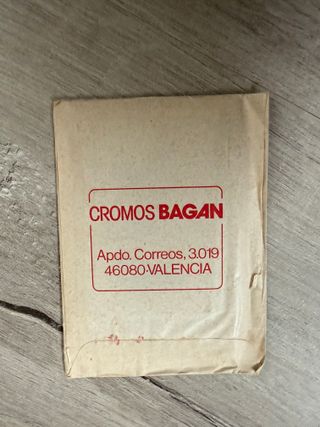 CROMOS BAGAN
Apdo. Correos, 3.019
46080-VALENCIA